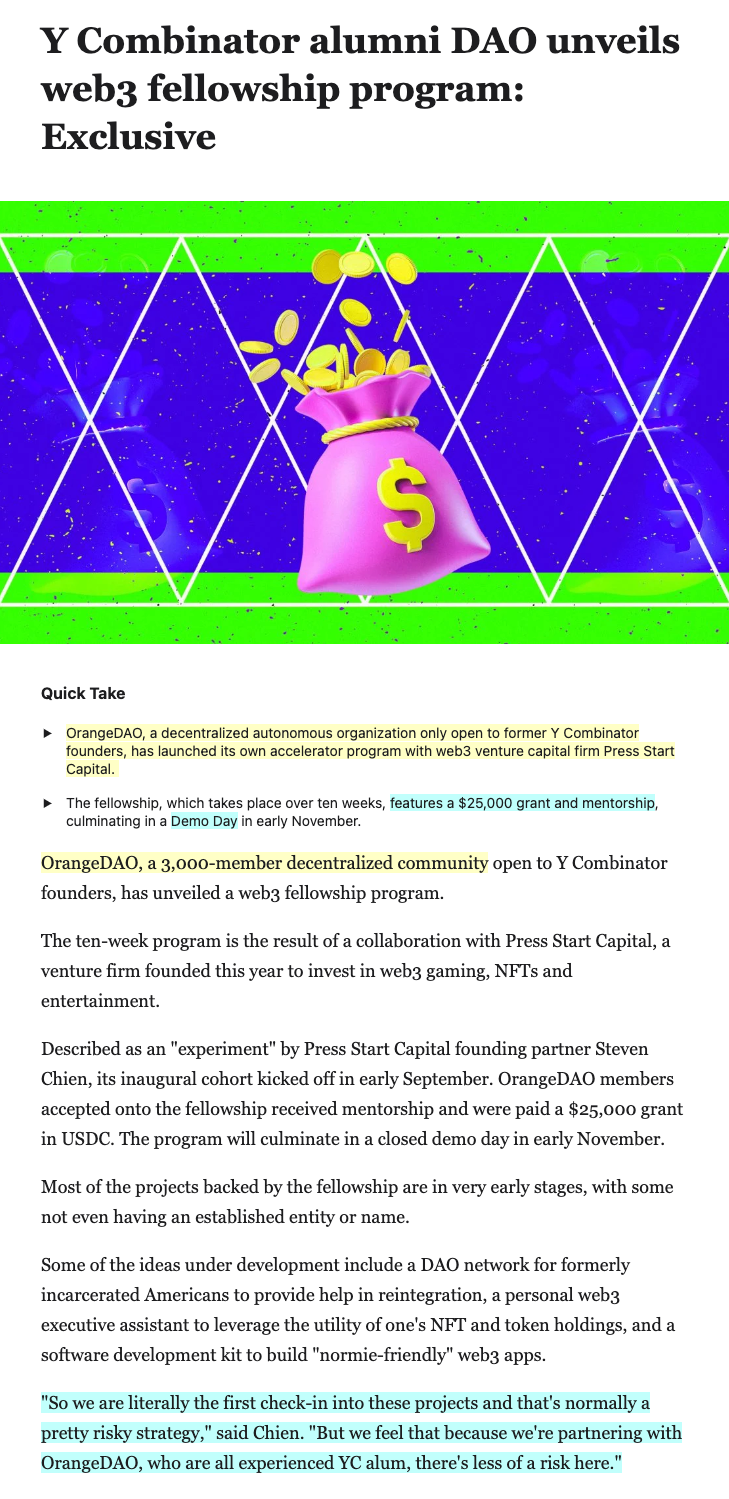 Y Combinator alumni DAO unveils
web3 fellowship program:
Exclusive
$
Quick Take
► OrangeDAO, a decentralized autonomous organization only open to former Y Combinator
founders, has launched its own accelerator program with web3 venture capital firm Press Start
Capital.
► The fellowship, which takes place over ten weeks, features a $25,000 grant and mentorship,
culminating in a Demo Day in early November.
OrangeDAO, a 3,000-member decentralized community open to Y Combinator
founders, has unveiled a web3 fellowship program.
The ten-week program is the result of a collaboration with Press Start Capital, a
venture firm founded this year to invest in web3 gaming, NFTs and
entertainment.
Described as an "experiment" by Press Start Capital founding partner Steven
Chien, its inaugural cohort kicked off in early September. OrangeDAO members
accepted onto the fellowship received mentorship and were paid a $25,000 grant
in USDC. The program will culminate in a closed demo day in early November.
Most of the projects backed by the fellowship are in very early stages, with some
not even having an established entity or name.
Some of the ideas under development include a DAO network for formerly
incarcerated Americans to provide help in reintegration, a personal web3
executive assistant to leverage the utility of one's NFT and token holdings, and a
software development kit to build "normie-friendly" web3 apps.
"So we are literally the first check-in into these projects and that's normally a
pretty risky strategy," said Chien. "But we feel that because we're partnering with
OrangeDAO, who are all experienced YC alum, there's less of a risk here."